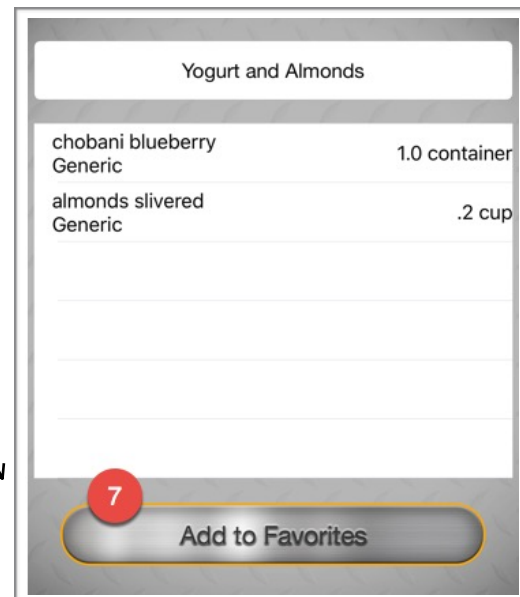 Yogurt and Almonds
chobani blueberry
Generic
1.0 container
almonds slivered
Generic
.2 cup
7
Add to Favorites